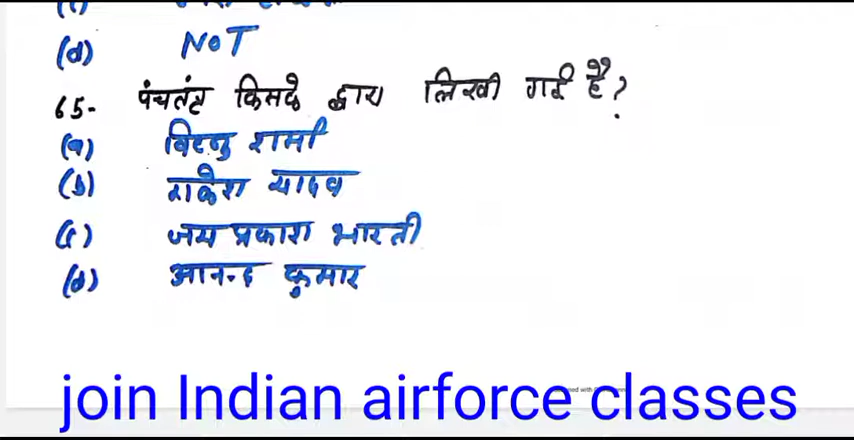 (d) NOT
65- पंचतंत्र किसके द्वारा लिखी गई है?
(a) विष्णु शर्मा
(b) राकेश यादव
(c) जय प्रकाश भारती
(d) आनन्द कुमार
join Indian airforce classes